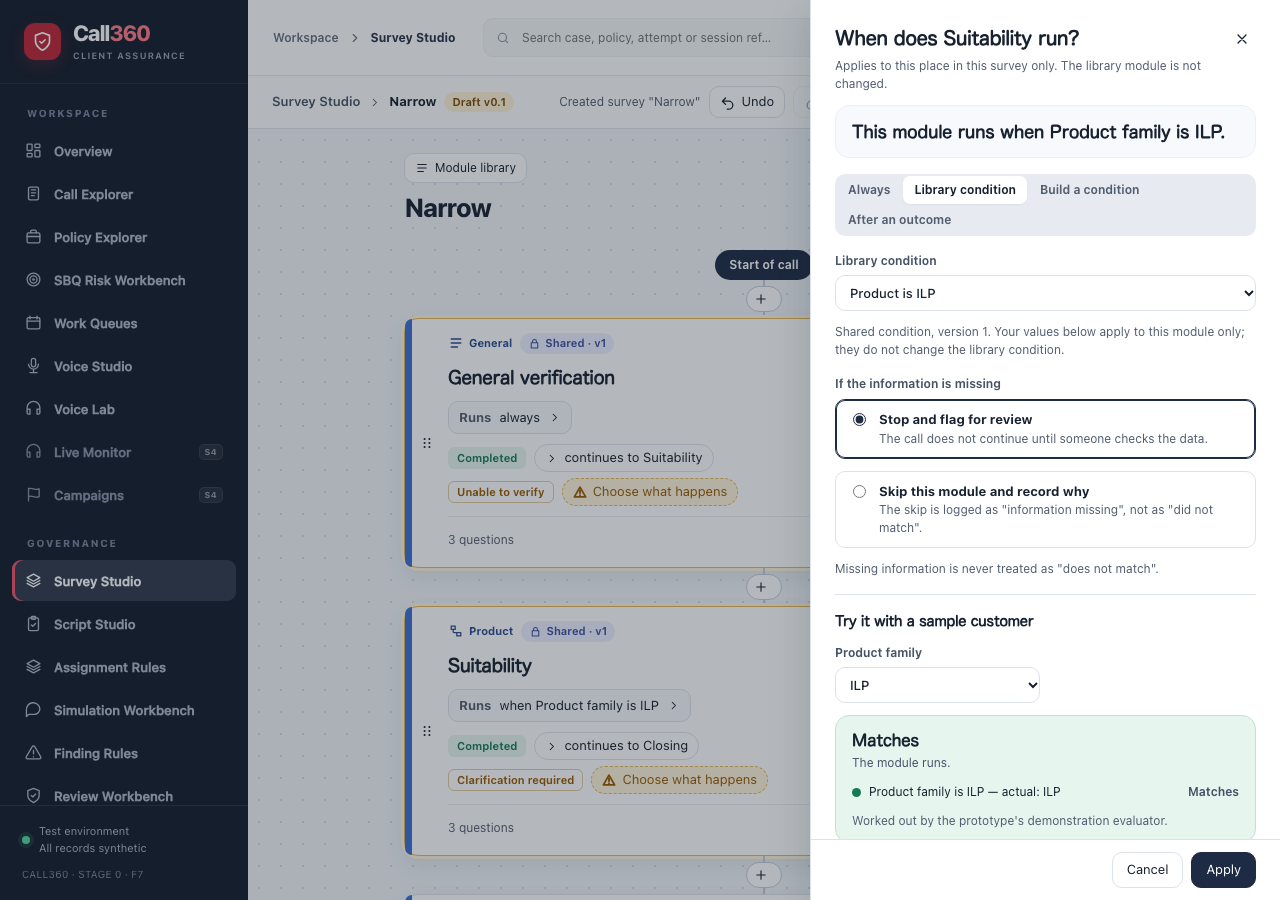 Call360
CLIENT ASSURANCE
WORKSPACE
Overview
Call Explorer
Policy Explorer
SBQ Risk Workbench
Work Queues
Voice Studio
Voice Lab
Live Monitor S4
Campaigns S4
GOVERNANCE
Survey Studio
Script Studio
Assignment Rules
Simulation Workbench
Finding Rules
Review Workbench
Test environment
All records synthetic
CALL360 · STAGE 0 · F7
Workspace > Survey Studio
Search case, policy, attempt or session ref...
Survey Studio > Narrow Draft v0.1
Created survey "Narrow" Undo
Module library
Narrow
Start of call
+
General Shared · v1
General verification
Runs always >
Completed > continues to Suitability
Unable to verify Choose what happens
3 questions
+
Product Shared · v1
Suitability
Runs when Product family is ILP >
Completed > continues to Closing
Clarification required Choose what happens
3 questions
+
When does Suitability run?
Applies to this place in this survey only. The library module is not
changed.
This module runs when Product family is ILP.
Always Library condition Build a condition
After an outcome
Library condition
Product is ILP
Shared condition, version 1. Your values below apply to this module only;
they do not change the library condition.
If the information is missing
Stop and flag for review
The call does not continue until someone checks the data.
Skip this module and record why
The skip is logged as "information missing", not as "did not
match".
Missing information is never treated as "does not match".
Try it with a sample customer
Product family
ILP
Matches
The module runs.
Product family is ILP — actual: ILP Matches
Worked out by the prototype's demonstration evaluator.
Cancel Apply